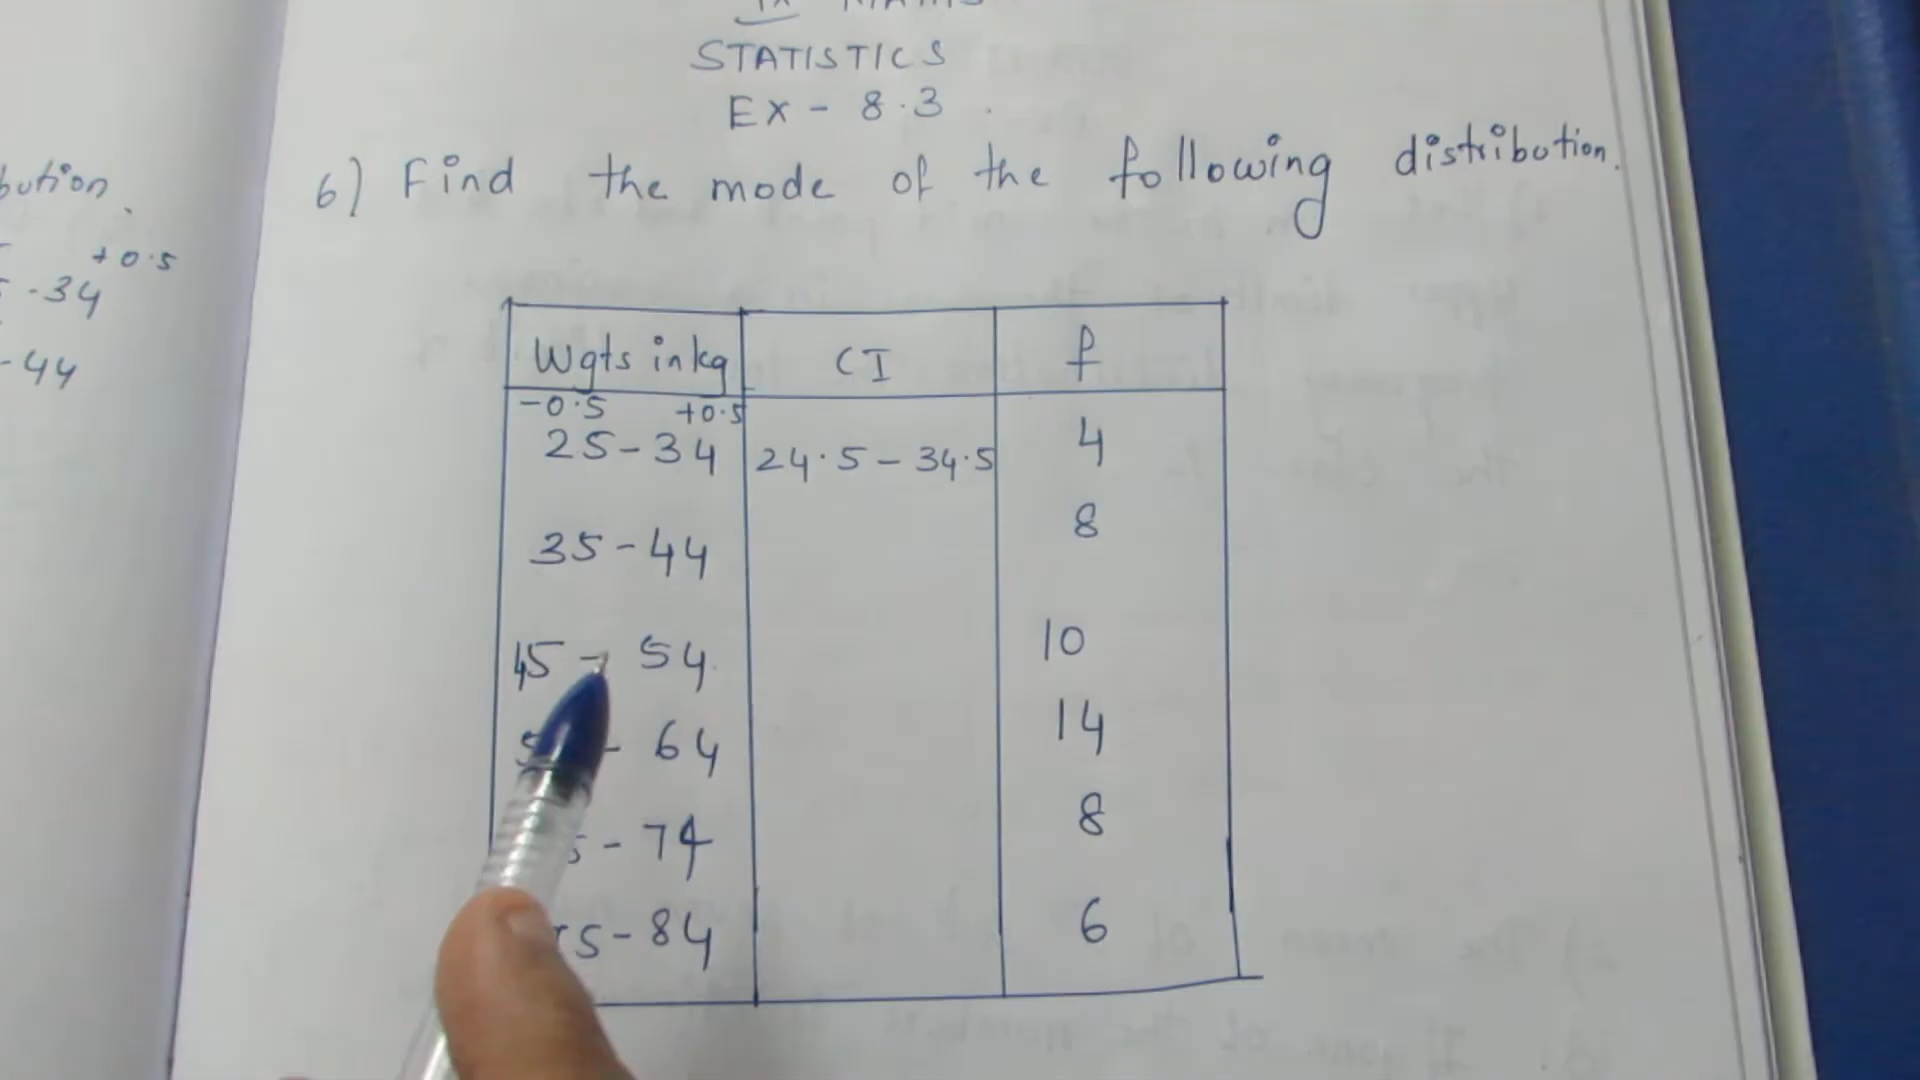 STATISTICS
EX - 8.3
6) Find the mode of the following distribution.
+0.5
-34
-44
Wgts in kg CI f
-0.5 +0.5
25-34 24.5-34.5 4
35-44 8
45- 54 10
- 64 14
-74 8
5-84 6